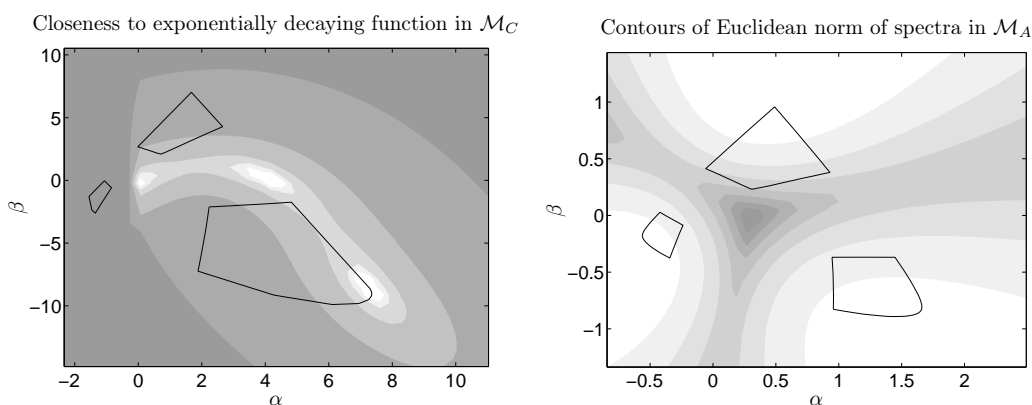 Closeness to exponentially decaying function in ℳ_C
10
5
0
−5
−10
β
−2 0 2 4 6 8 10
α
Contours of Euclidean norm of spectra in ℳ_A
1
0.5
0
−0.5
−1
β
−0.5 0 0.5 1 1.5 2
α